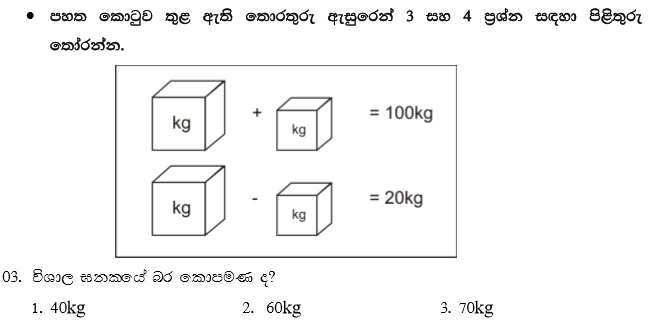 ● පහත කොටුව තුළ ඇති තොරතුරු ඇසුරෙන් 3 සහ 4 ප්‍රශ්න සඳහා පිළිතුරු
තෝරන්න.
kg + kg = 100kg
kg - kg = 20kg
03. විශාල ඝනකයේ බර කොපමණ ද?
1. 40kg 2. 60kg 3. 70kg